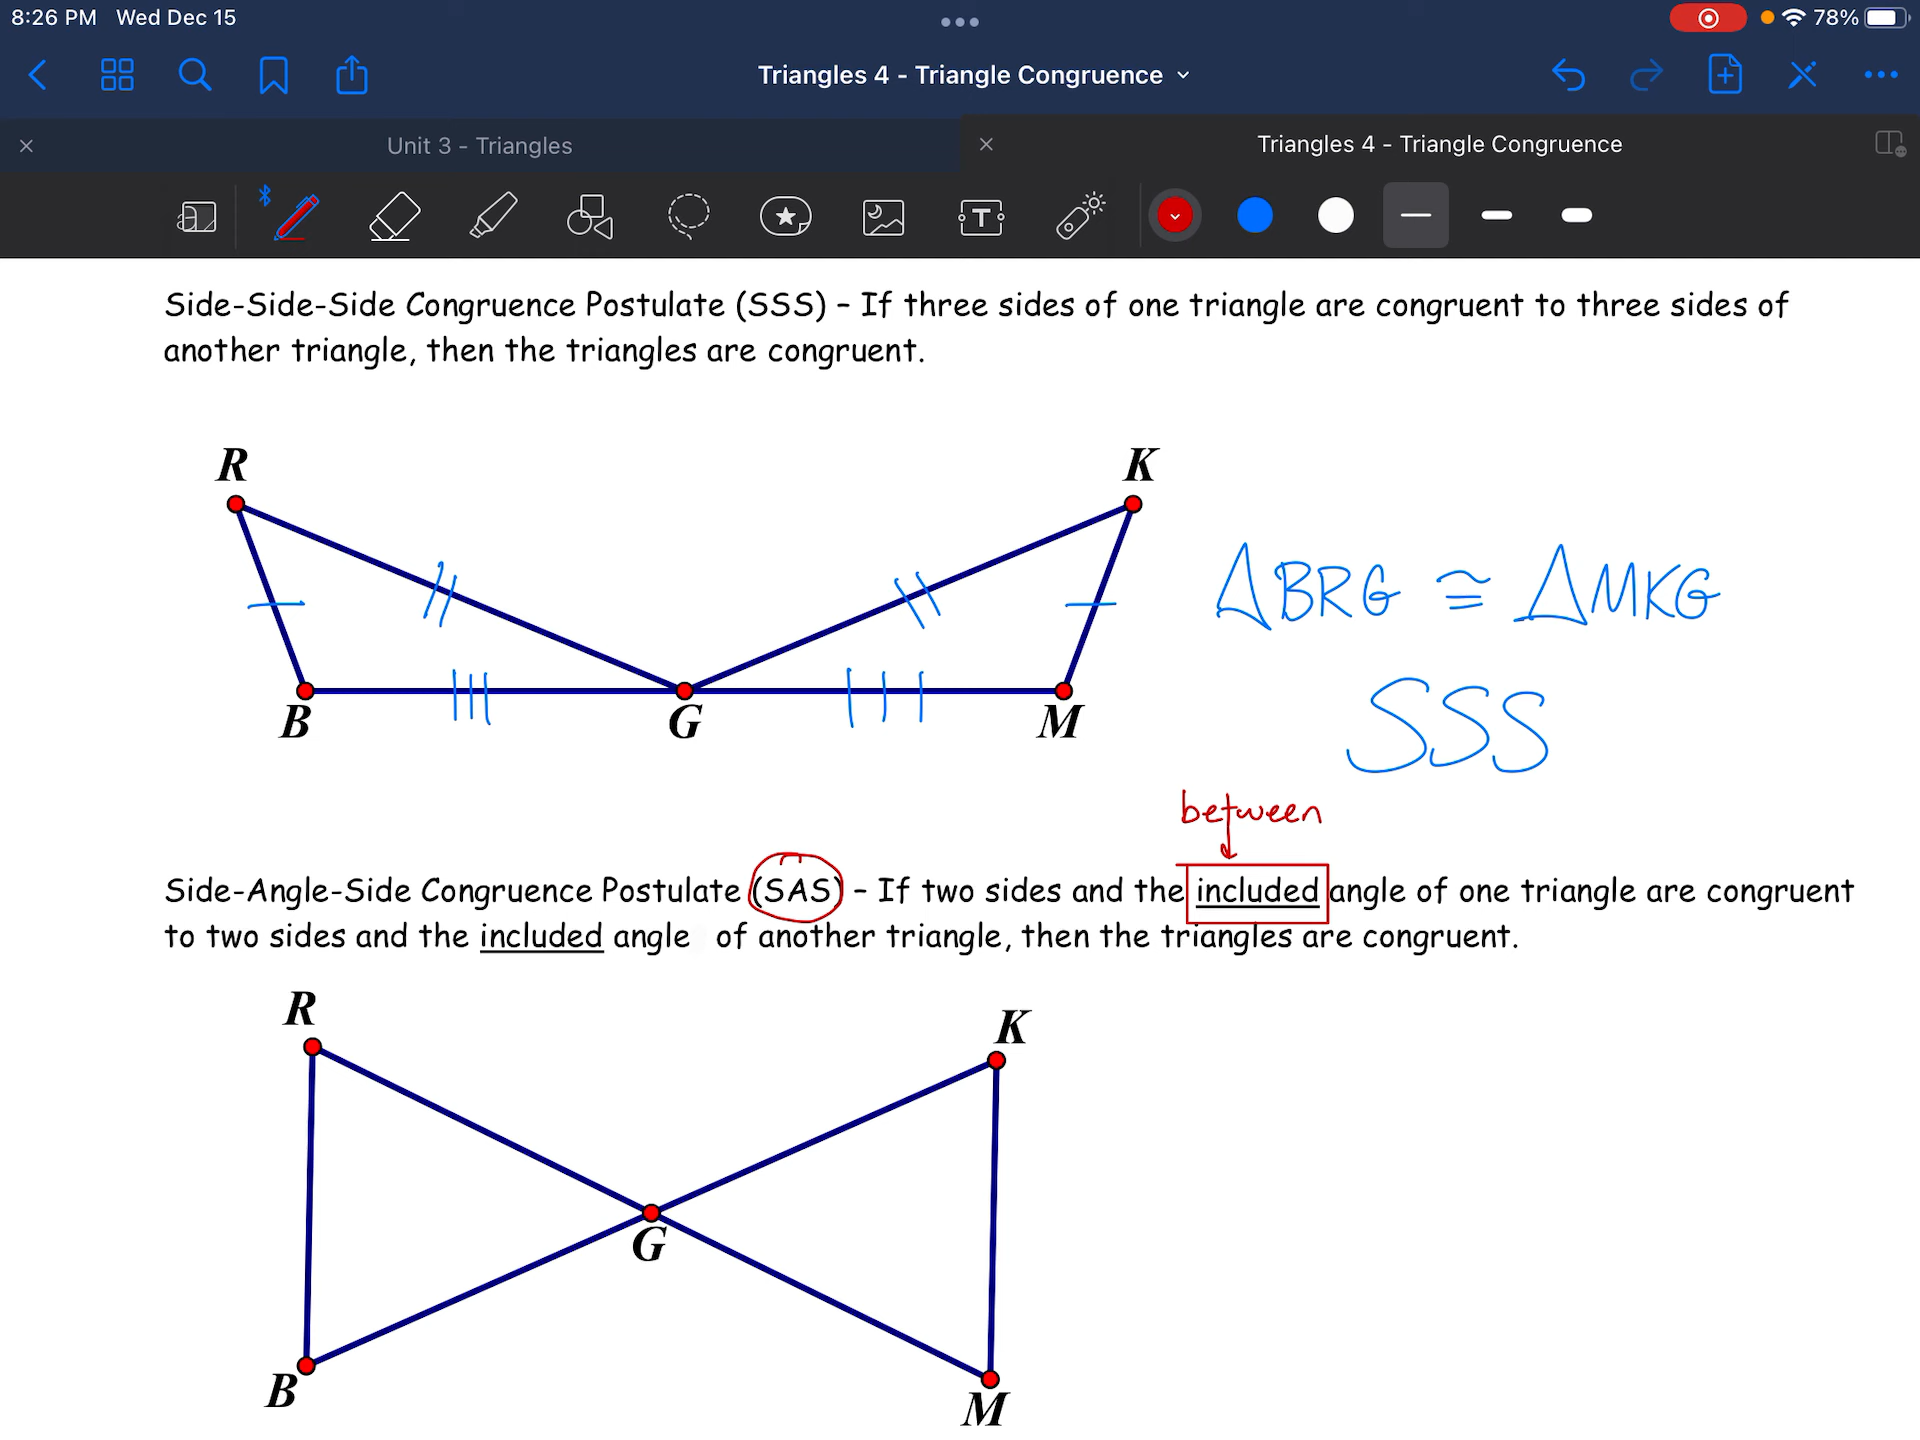 8:26 PM Wed Dec 15
78%
Triangles 4 - Triangle Congruence
Unit 3 - Triangles
Triangles 4 - Triangle Congruence
Side-Side-Side Congruence Postulate (SSS) – If three sides of one triangle are congruent to three sides of
another triangle, then the triangles are congruent.
R
K
B
G
M
ΔBRG ≅ ΔMKG
SSS
between
Side-Angle-Side Congruence Postulate (SAS) – If two sides and the included angle of one triangle are congruent
to two sides and the included angle of another triangle, then the triangles are congruent.
R
K
G
B
M